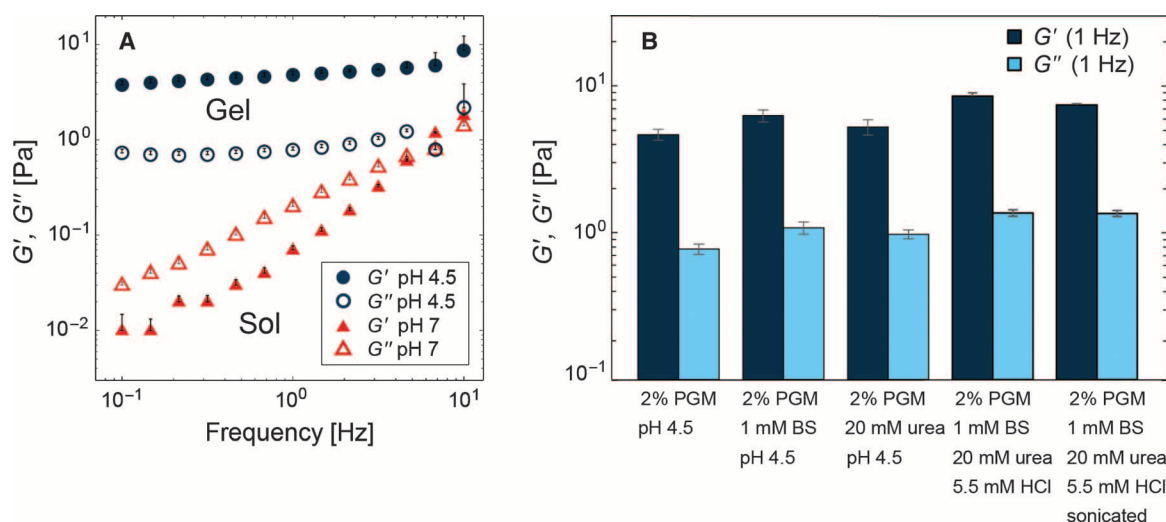 A
10¹
10⁰
10⁻¹
10⁻²
G′, G″ [Pa]
Gel
Sol
G′ pH 4.5
G″ pH 4.5
G′ pH 7
G″ pH 7
10⁻¹
10⁰
10¹
Frequency [Hz]
B
G′ (1 Hz)
G″ (1 Hz)
10¹
10⁰
10⁻¹
G′, G″ [Pa]
2% PGM
pH 4.5
2% PGM
1 mM BS
pH 4.5
2% PGM
20 mM urea
pH 4.5
2% PGM
1 mM BS
20 mM urea
5.5 mM HCl
2% PGM
1 mM BS
20 mM urea
5.5 mM HCl
sonicated